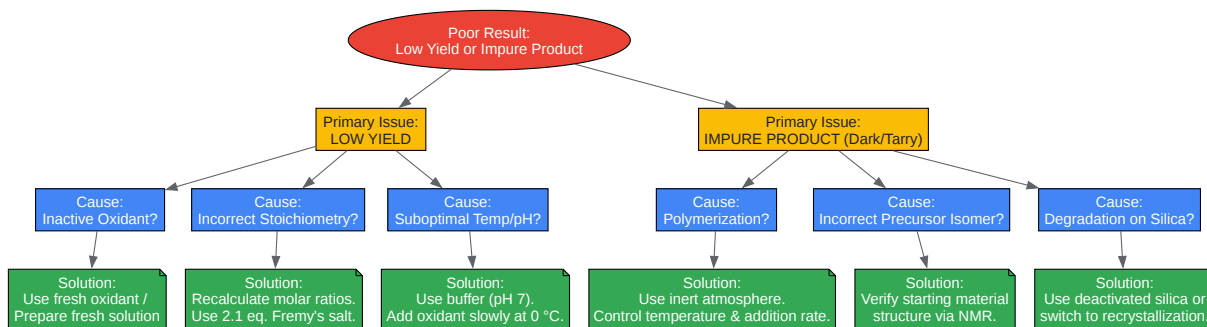 Poor Result:
Low Yield or Impure Product
Primary Issue:
LOW YIELD
Primary Issue:
IMPURE PRODUCT (Dark/Tarry)
Cause:
Inactive Oxidant?
Cause:
Incorrect Stoichiometry?
Cause:
Suboptimal Temp/pH?
Cause:
Polymerization?
Cause:
Incorrect Precursor Isomer?
Cause:
Degradation on Silica?
Solution:
Use fresh oxidant /
Prepare fresh solution
Solution:
Recalculate molar ratios.
Use 2.1 eq. Fremy's salt.
Solution:
Use buffer (pH 7).
Add oxidant slowly at 0 °C.
Solution:
Use inert atmosphere.
Control temperature & addition rate.
Solution:
Verify starting material
structure via NMR.
Solution:
Use deactivated silica or
switch to recrystallization.